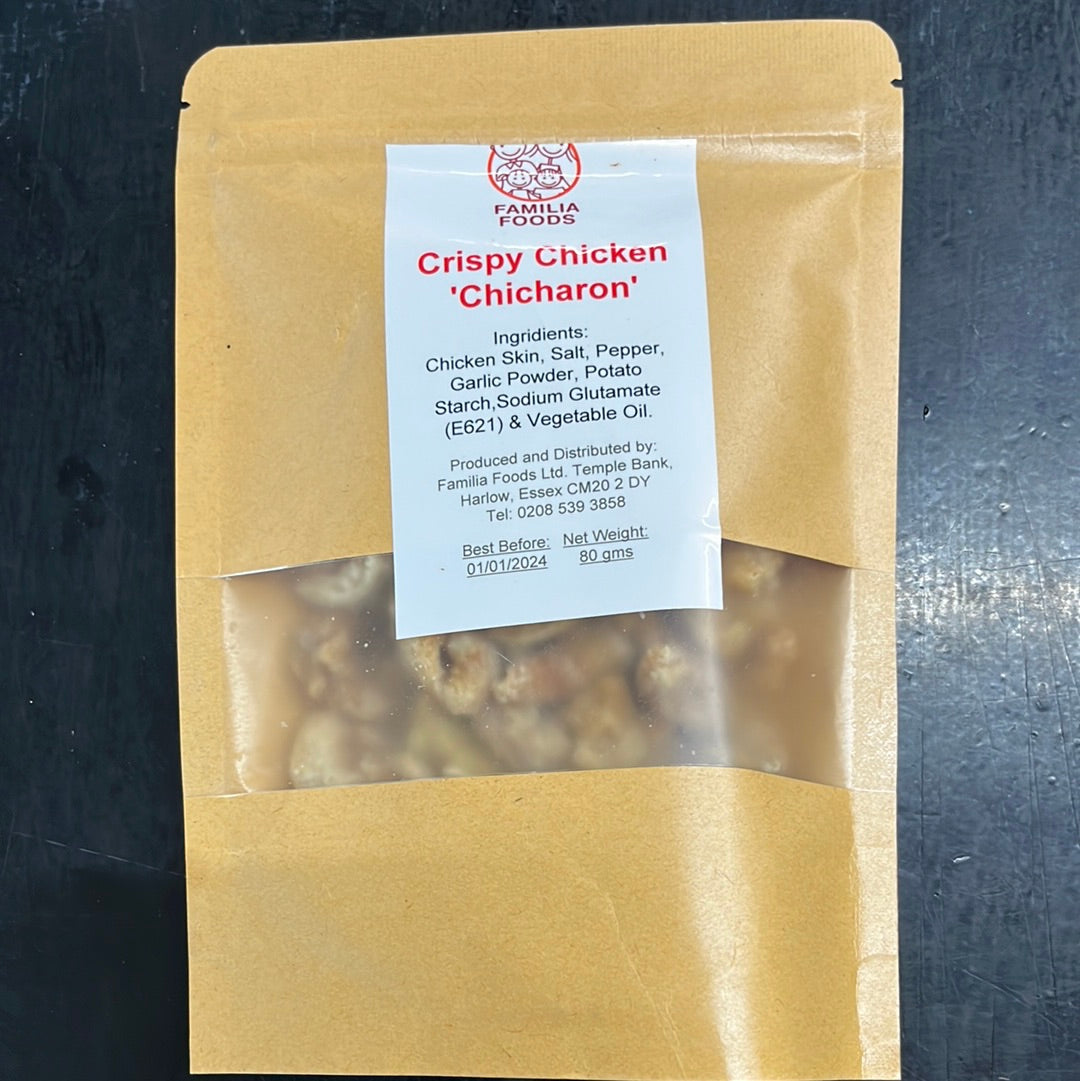 FAMILIA
FOODS
Crispy Chicken
'Chicharon'
Ingridients:
Chicken Skin, Salt, Pepper,
Garlic Powder, Potato
Starch,Sodium Glutamate
(E621) & Vegetable Oil.
Produced and Distributed by:
Familia Foods Ltd. Temple Bank,
Harlow, Essex CM20 2 DY
Tel: 0208 539 3858
Best Before: Net Weight:
01/01/2024 80 gms